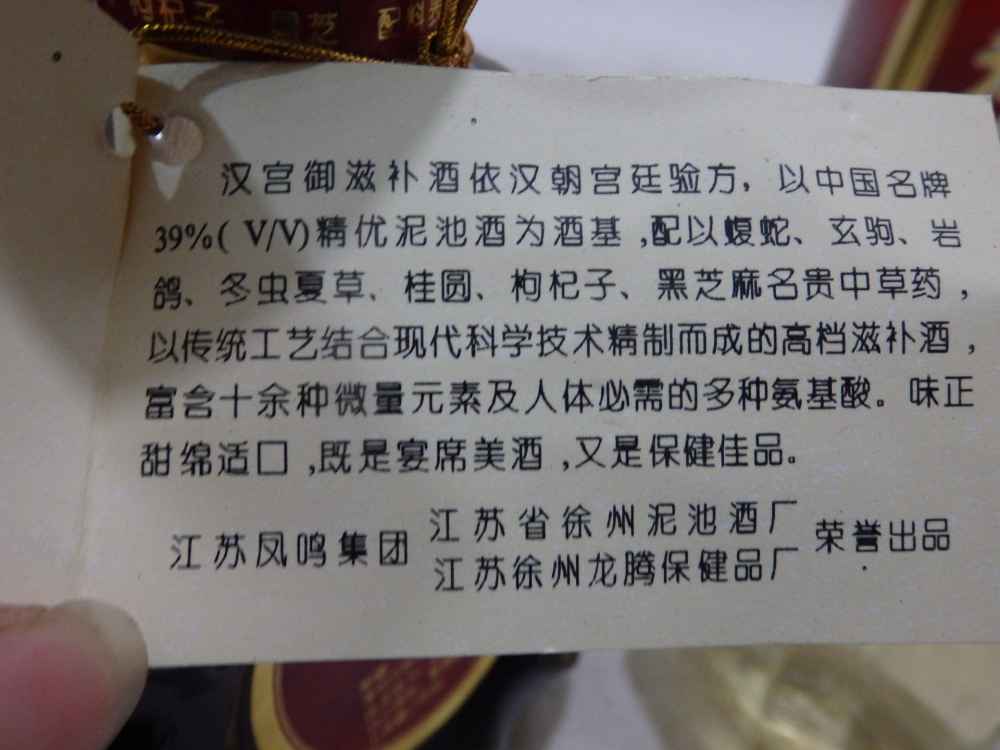 枸杞子
配料表
汉宫御滋补酒依汉朝宫廷验方，以中国名牌
39%( V/V)精优泥池酒为酒基,配以蝮蛇、玄驹、岩
鸽、冬虫夏草、桂圆、枸杞子、黑芝麻名贵中草药，
以传统工艺结合现代科学技术精制而成的高档滋补酒，
富含十余种微量元素及人体必需的多种氨基酸。味正
甜绵适口,既是宴席美酒,又是保健佳品。
江苏凤鸣集团
江苏省徐州泥池酒厂
江苏徐州龙腾保健品厂
荣誉出品